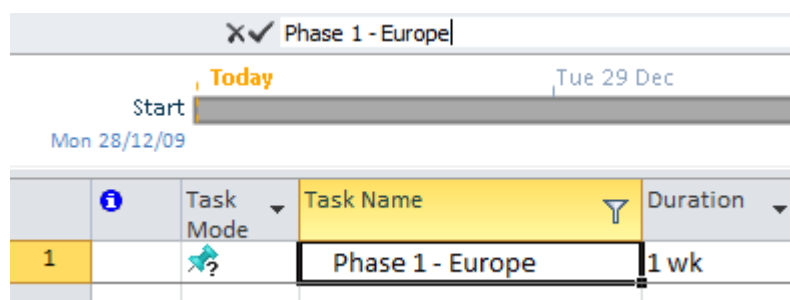 Phase 1 - Europe
Today
Tue 29 Dec
Start
Mon 28/12/09
Task Mode
Task Name
Duration
1
Phase 1 - Europe
1 wk